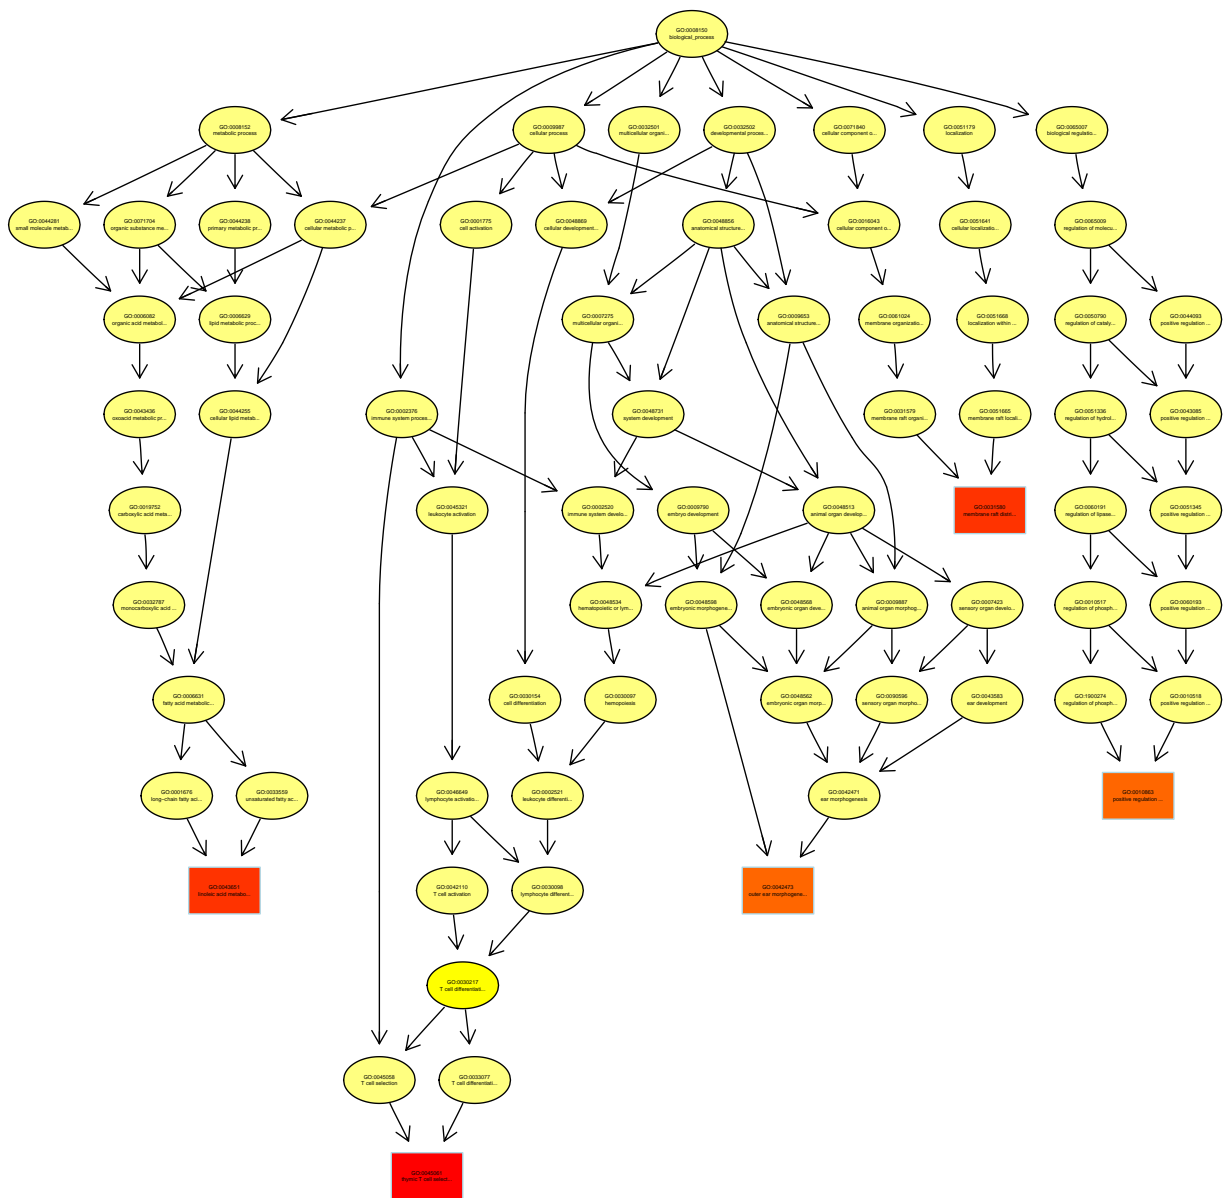 GO:0008150
biological_process
GO:0008152
metabolic process
GO:0009987
cellular process
GO:0032501
multicellular organi...
GO:0032502
developmental proces...
GO:0071840
cellular component o...
GO:0051179
localization
GO:0065007
biological regulatio...
GO:0044281
small molecule metab...
GO:0071704
organic substance me...
GO:0044238
primary metabolic pr...
GO:0044237
cellular metabolic p...
GO:0001775
cell activation
GO:0048869
cellular development...
GO:0048856
anatomical structure...
GO:0016043
cellular component o...
GO:0051641
cellular localizatio...
GO:0065009
regulation of molecu...
GO:0006082
organic acid metabol...
GO:0006629
lipid metabolic proc...
GO:0007275
multicellular organi...
GO:0009653
anatomical structure...
GO:0061024
membrane organizatio...
GO:0051668
localization within ...
GO:0050790
regulation of cataly...
GO:0044093
positive regulation ...
GO:0043436
oxoacid metabolic pr...
GO:0044255
cellular lipid metab...
GO:0002376
immune system proces...
GO:0048731
system development
GO:0031579
membrane raft organi...
GO:0051665
membrane raft locali...
GO:0051336
regulation of hydrol...
GO:0043085
positive regulation ...
GO:0019752
carboxylic acid meta...
GO:0045321
leukocyte activation
GO:0002520
immune system develo...
GO:0009790
embryo development
GO:0048513
animal organ develop...
GO:0031580
membrane raft distri...
GO:0060191
regulation of lipase...
GO:0051345
positive regulation ...
GO:0032787
monocarboxylic acid ...
GO:0048534
hematopoietic or lym...
GO:0048598
embryonic morphogene...
GO:0048568
embryonic organ deve...
GO:0009887
animal organ morphog...
GO:0007423
sensory organ develo...
GO:0010517
regulation of phosph...
GO:0060193
positive regulation ...
GO:0006631
fatty acid metabolic...
GO:0030154
cell differentiation
GO:0030097
hemopoiesis
GO:0048562
embryonic organ morp...
GO:0090596
sensory organ morpho...
GO:0043583
ear development
GO:1900274
regulation of phosph...
GO:0010518
positive regulation ...
GO:0001676
long−chain fatty aci...
GO:0033559
unsaturated fatty ac...
GO:0046649
lymphocyte activatio...
GO:0002521
leukocyte differenti...
GO:0042471
ear morphogenesis
GO:0010863
positive regulation ...
GO:0043651
linoleic acid metabo...
GO:0042110
T cell activation
GO:0030098
lymphocyte different...
GO:0042473
outer ear morphogene...
GO:0030217
T cell differentiati...
GO:0045058
T cell selection
GO:0033077
T cell differentiati...
GO:0045061
thymic T cell select...